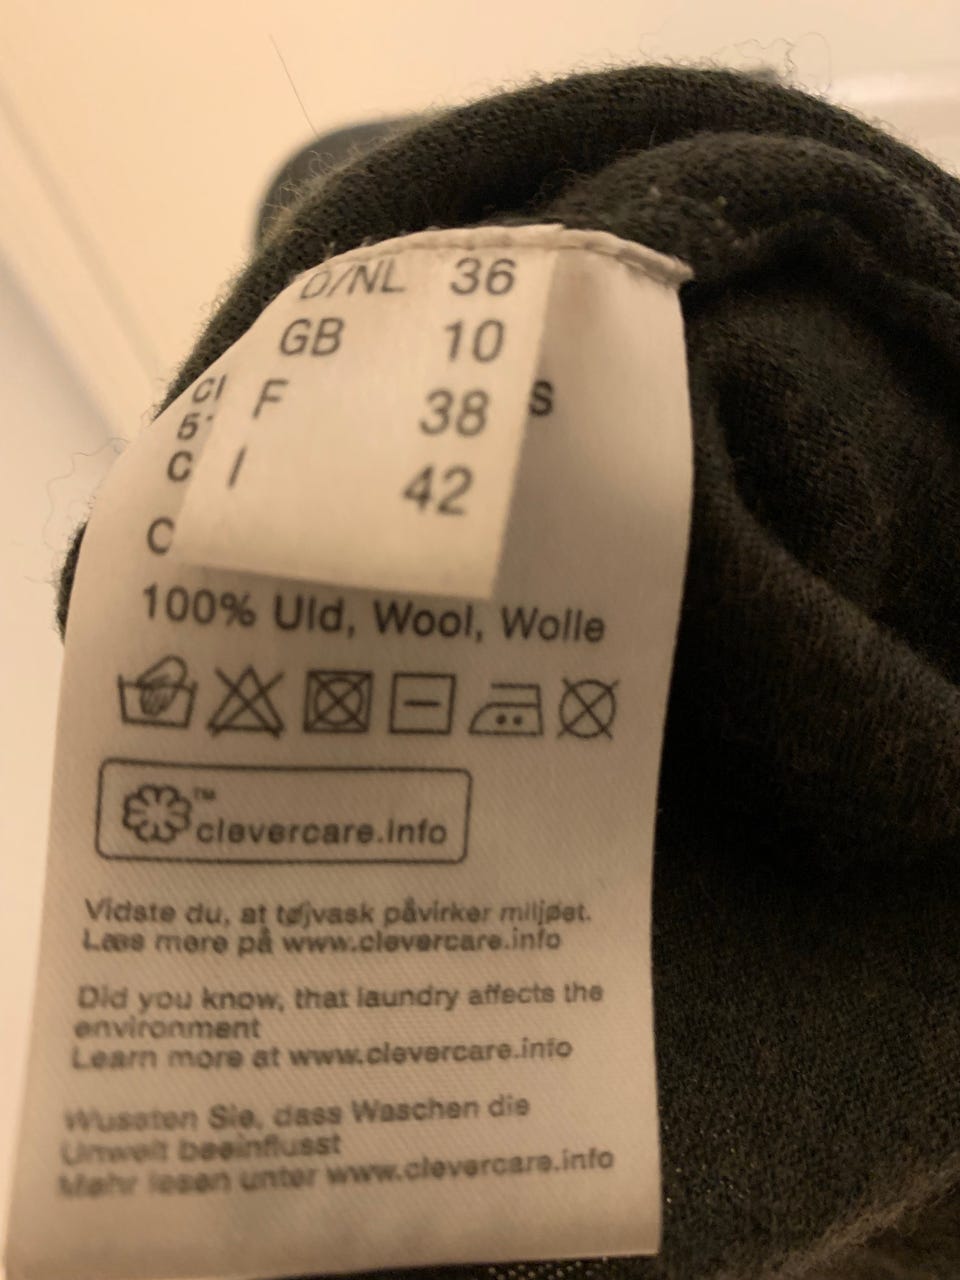 D/NL 36
GB 10
F 38
I 42
S
C
C
100% Uld, Wool, Wolle
™
clevercare.info
Vidste du, at tøjvask påvirker miljøet.
Læs mere på www.clevercare.info
Did you know, that laundry affects the
environment
Learn more at www.clevercare.info
Wussten Sie, dass Waschen die
Umwelt beeinflusst
Mehr lesen unter www.clevercare.info